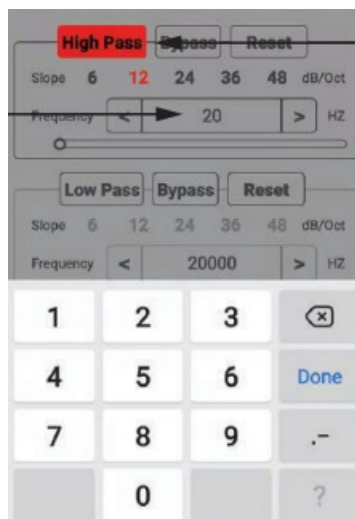 High Pass Bypass Reset
Slope 6 12 24 36 48 dB/Oct
Frequency < 20 > HZ
Low Pass Bypass Reset
Slope 6 12 24 36 48 dB/Oct
Frequency < 20000 > HZ
1 2 3
4 5 6 Done
7 8 9 .-
0 ?